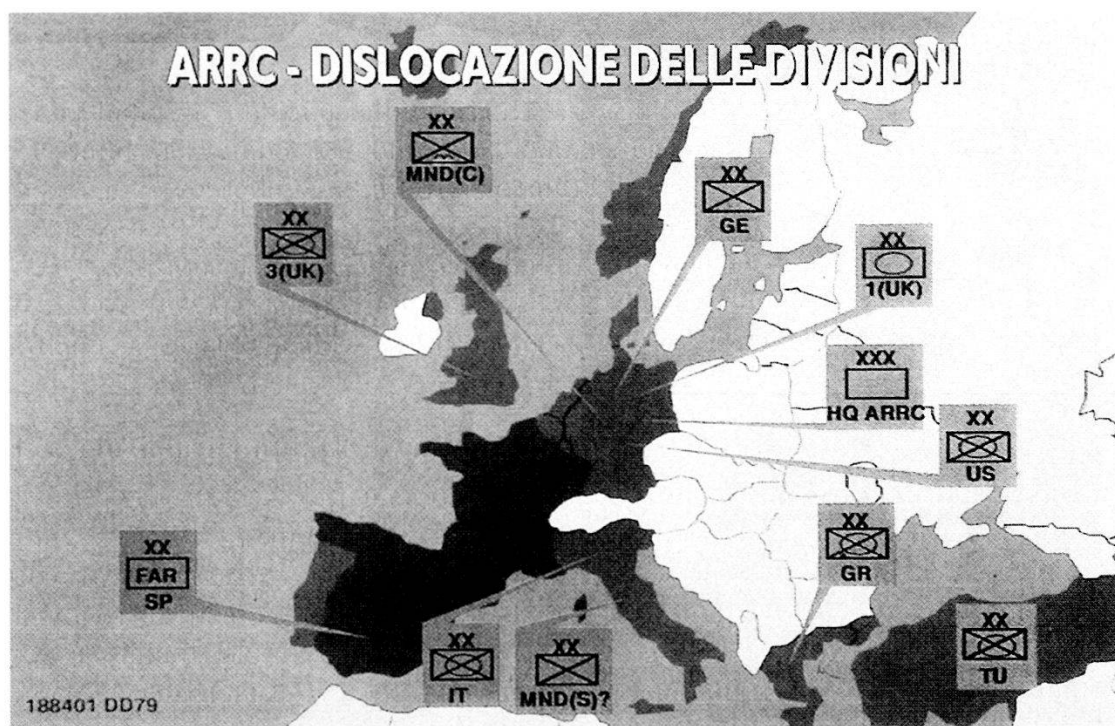 ARRC - DISLOCAZIONE DELLE DIVISIONI
XX
MND(C)
XX
GE
XX
3(UK)
XX
1(UK)
XXX
HQ ARRC
XX
US
XX
GR
XX
FAR
SP
XX
IT
XX
MND(S)?
XX
TU
188401 DD79